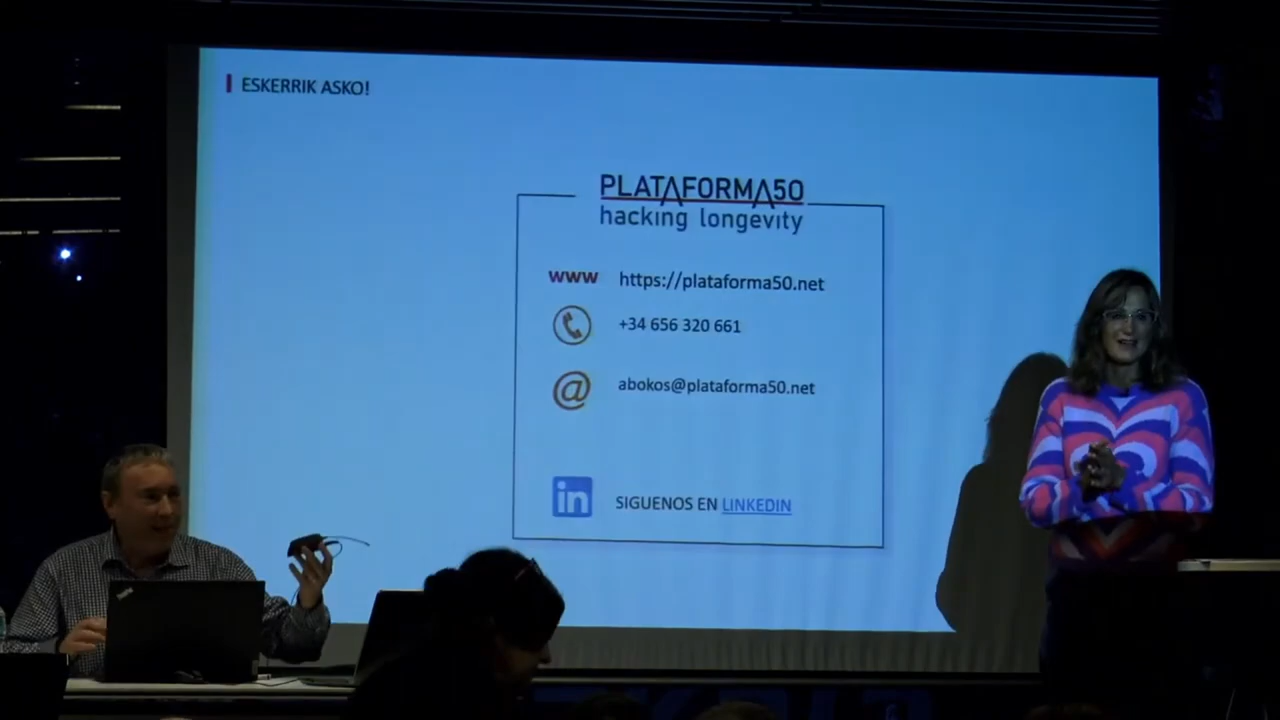 ESKERRIK ASKO!
PLATAFORMA50
hacking longevity
www https://plataforma50.net
+34 656 320 661
@ abokos@plataforma50.net
in SIGUENOS EN LINKEDIN